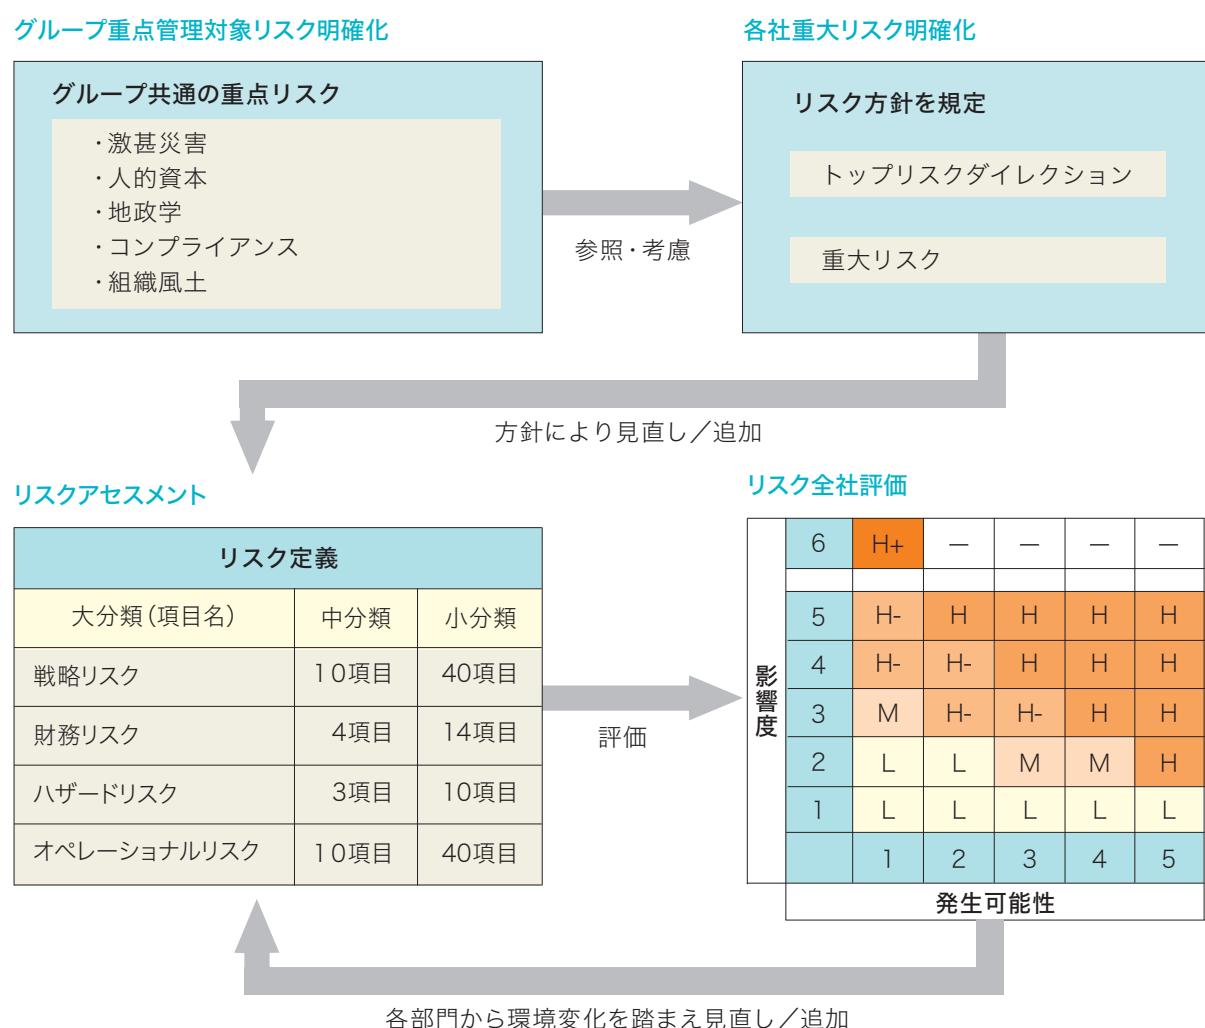 グループ重点管理対象リスク明確化
グループ共通の重点リスク
・激甚災害
・人的資本
・地政学
・コンプライアンス
・組織風土
参照・考慮
各社重大リスク明確化
リスク方針を規定
トップリスクダイレクション
重大リスク
方針により見直し／追加
リスクアセスメント
リスク定義
大分類（項目名） 中分類 小分類
戦略リスク 10項目 40項目
財務リスク 4項目 14項目
ハザードリスク 3項目 10項目
オペレーショナルリスク 10項目 40項目
評価
リスク全社評価
影響度
6 H+ － － － －
5 H- H H H H
4 H- H- H H H
3 M H- H- H H
2 L L M M H
1 L L L L L
1 2 3 4 5
発生可能性
各部門から環境変化を踏まえ見直し／追加